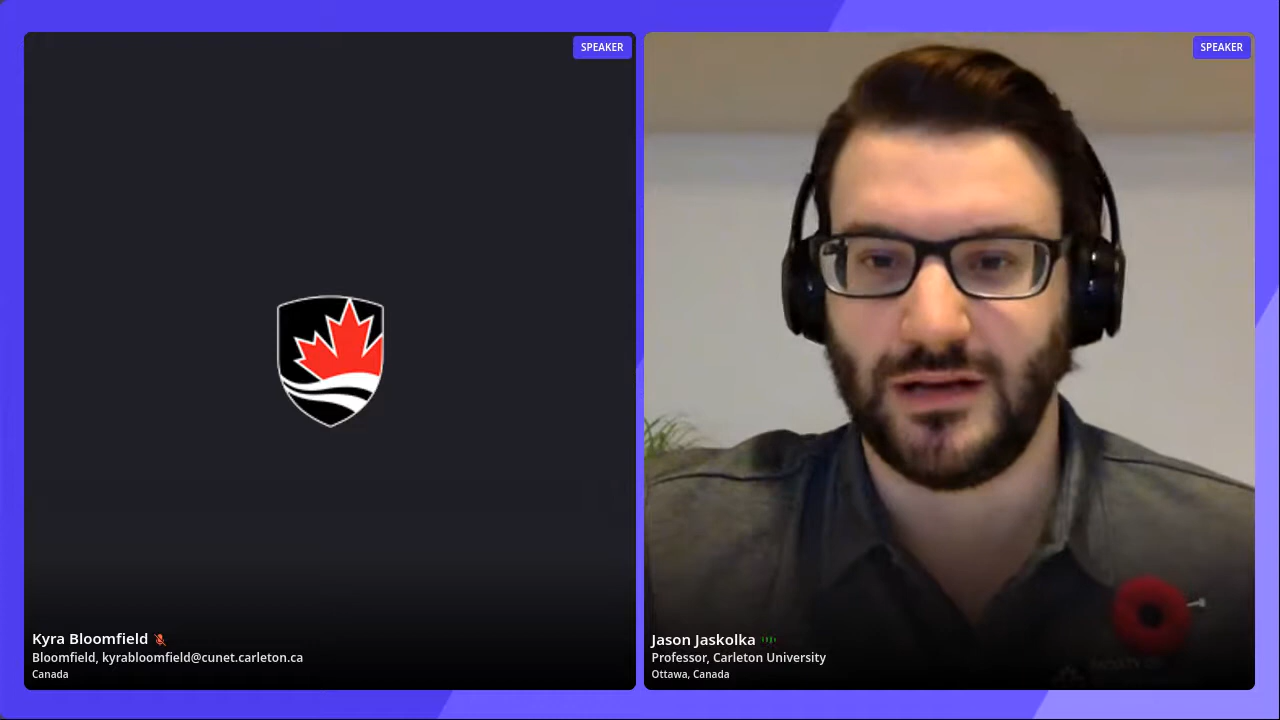 SPEAKER
Kyra Bloomfield
Bloomfield, kyrabloomfield@cunet.carleton.ca
Canada
SPEAKER
Jason Jaskolka
Professor, Carleton University
Ottawa, Canada